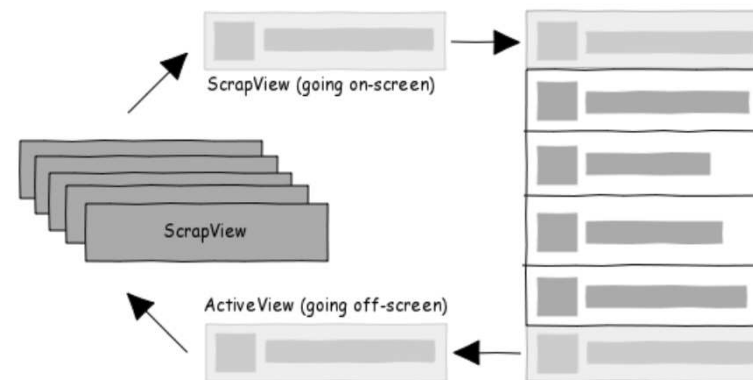 ScrapView (going on-screen)
ScrapView
ActiveView (going off-screen)